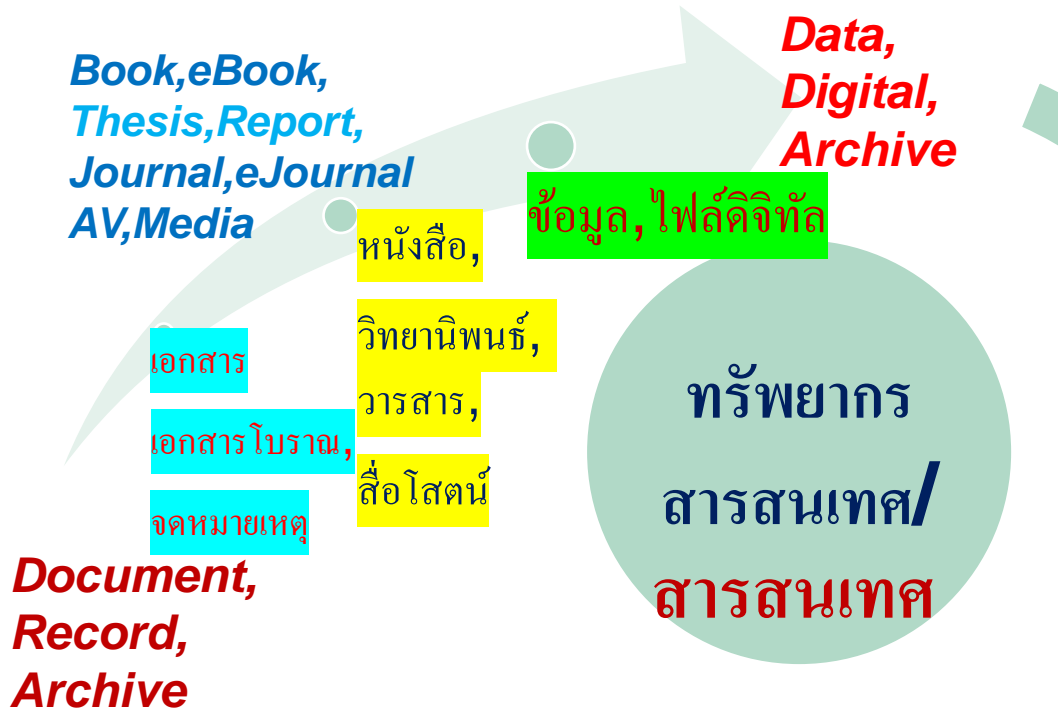 Book,eBook,
Thesis,Report,
Journal,eJournal
AV,Media
Data,
Digital,
Archive
ข้อมูล,ไฟล์ดิจิทัล
หนังสือ,
วิทยานิพนธ์,
วารสาร,
สื่อโสตน์
เอกสาร
เอกสารโบราณ,
จดหมายเหตุ
Document,
Record,
Archive
ทรัพยากร
สารสนเทศ/
สารสนเทศ